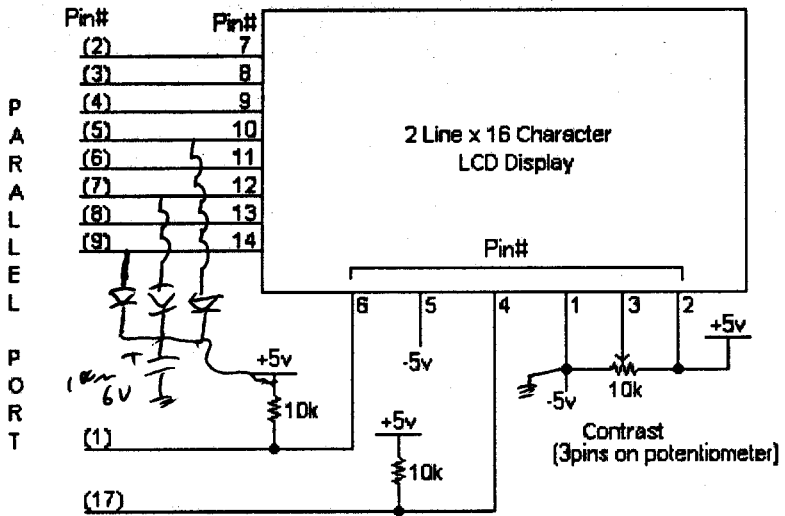 Pin# Pin#
(2) 7
(3) 8
(4) 9
(5) 10
(6) 11
(7) 12
(8) 13
(9) 14
PARALLEL PORT
2 Line x 16 Character
LCD Display
Pin#
6 5 4 1 3 2
+5v
-5v
+5v
10k
-5v
10k
6V
+5v
10k
Contrast
(3pins on potentiometer)
(1)
(17)